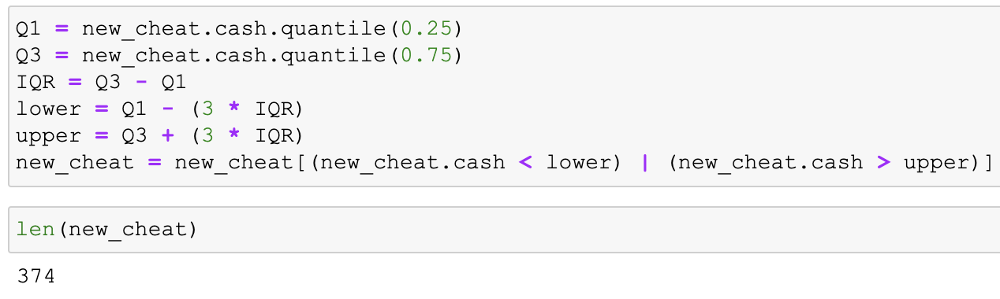 Q1 = new_cheat.cash.quantile(0.25)
Q3 = new_cheat.cash.quantile(0.75)
IQR = Q3 - Q1
lower = Q1 - (3 * IQR)
upper = Q3 + (3 * IQR)
new_cheat = new_cheat[(new_cheat.cash < lower) | (new_cheat.cash > upper)]
len(new_cheat)
374